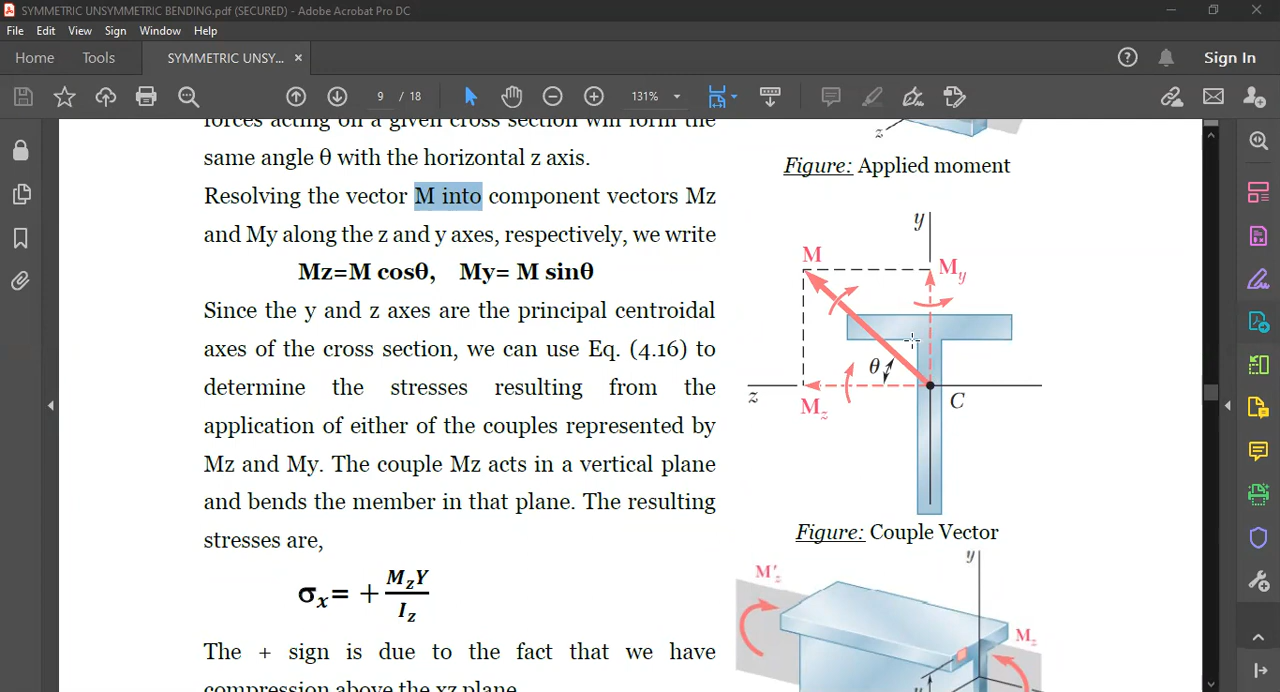 SYMMETRIC UNSYMMETRIC BENDING.pdf (SECURED) - Adobe Acrobat Pro DC
File Edit View Sign Window Help
Home Tools SYMMETRIC UNSY... × Sign In
9 / 18 131%
forces acting on a given cross section will form the
same angle θ with the horizontal z axis.
Resolving the vector M into component vectors Mz
and My along the z and y axes, respectively, we write
Mz=M cosθ, My= M sinθ
Since the y and z axes are the principal centroidal
axes of the cross section, we can use Eq. (4.16) to
determine the stresses resulting from the
application of either of the couples represented by
Mz and My. The couple Mz acts in a vertical plane
and bends the member in that plane. The resulting
stresses are,
σx= + MzY / Iz
The + sign is due to the fact that we have
compression above the xz plane
z
Figure: Applied moment
y
M
My
θ
z
Mz
C
Figure: Couple Vector
y
M'z
Mz
y